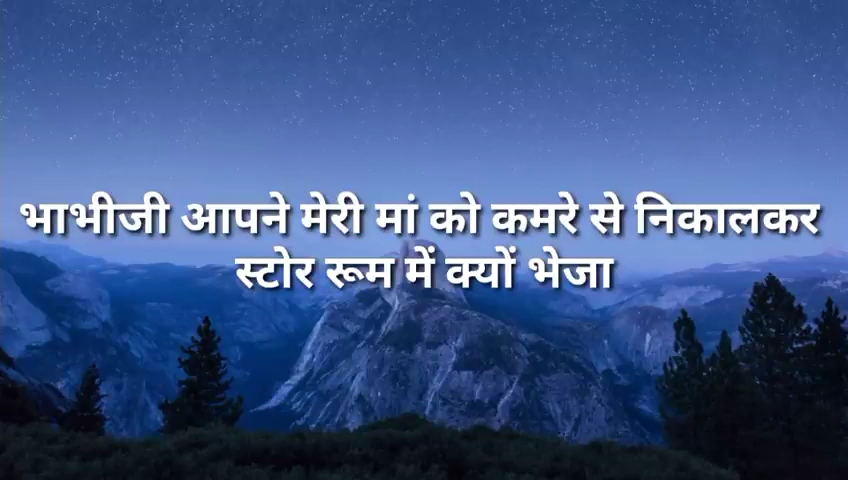 भाभीजी आपने मेरी मां को कमरे से निकालकर
स्टोर रूम में क्यों भेजा